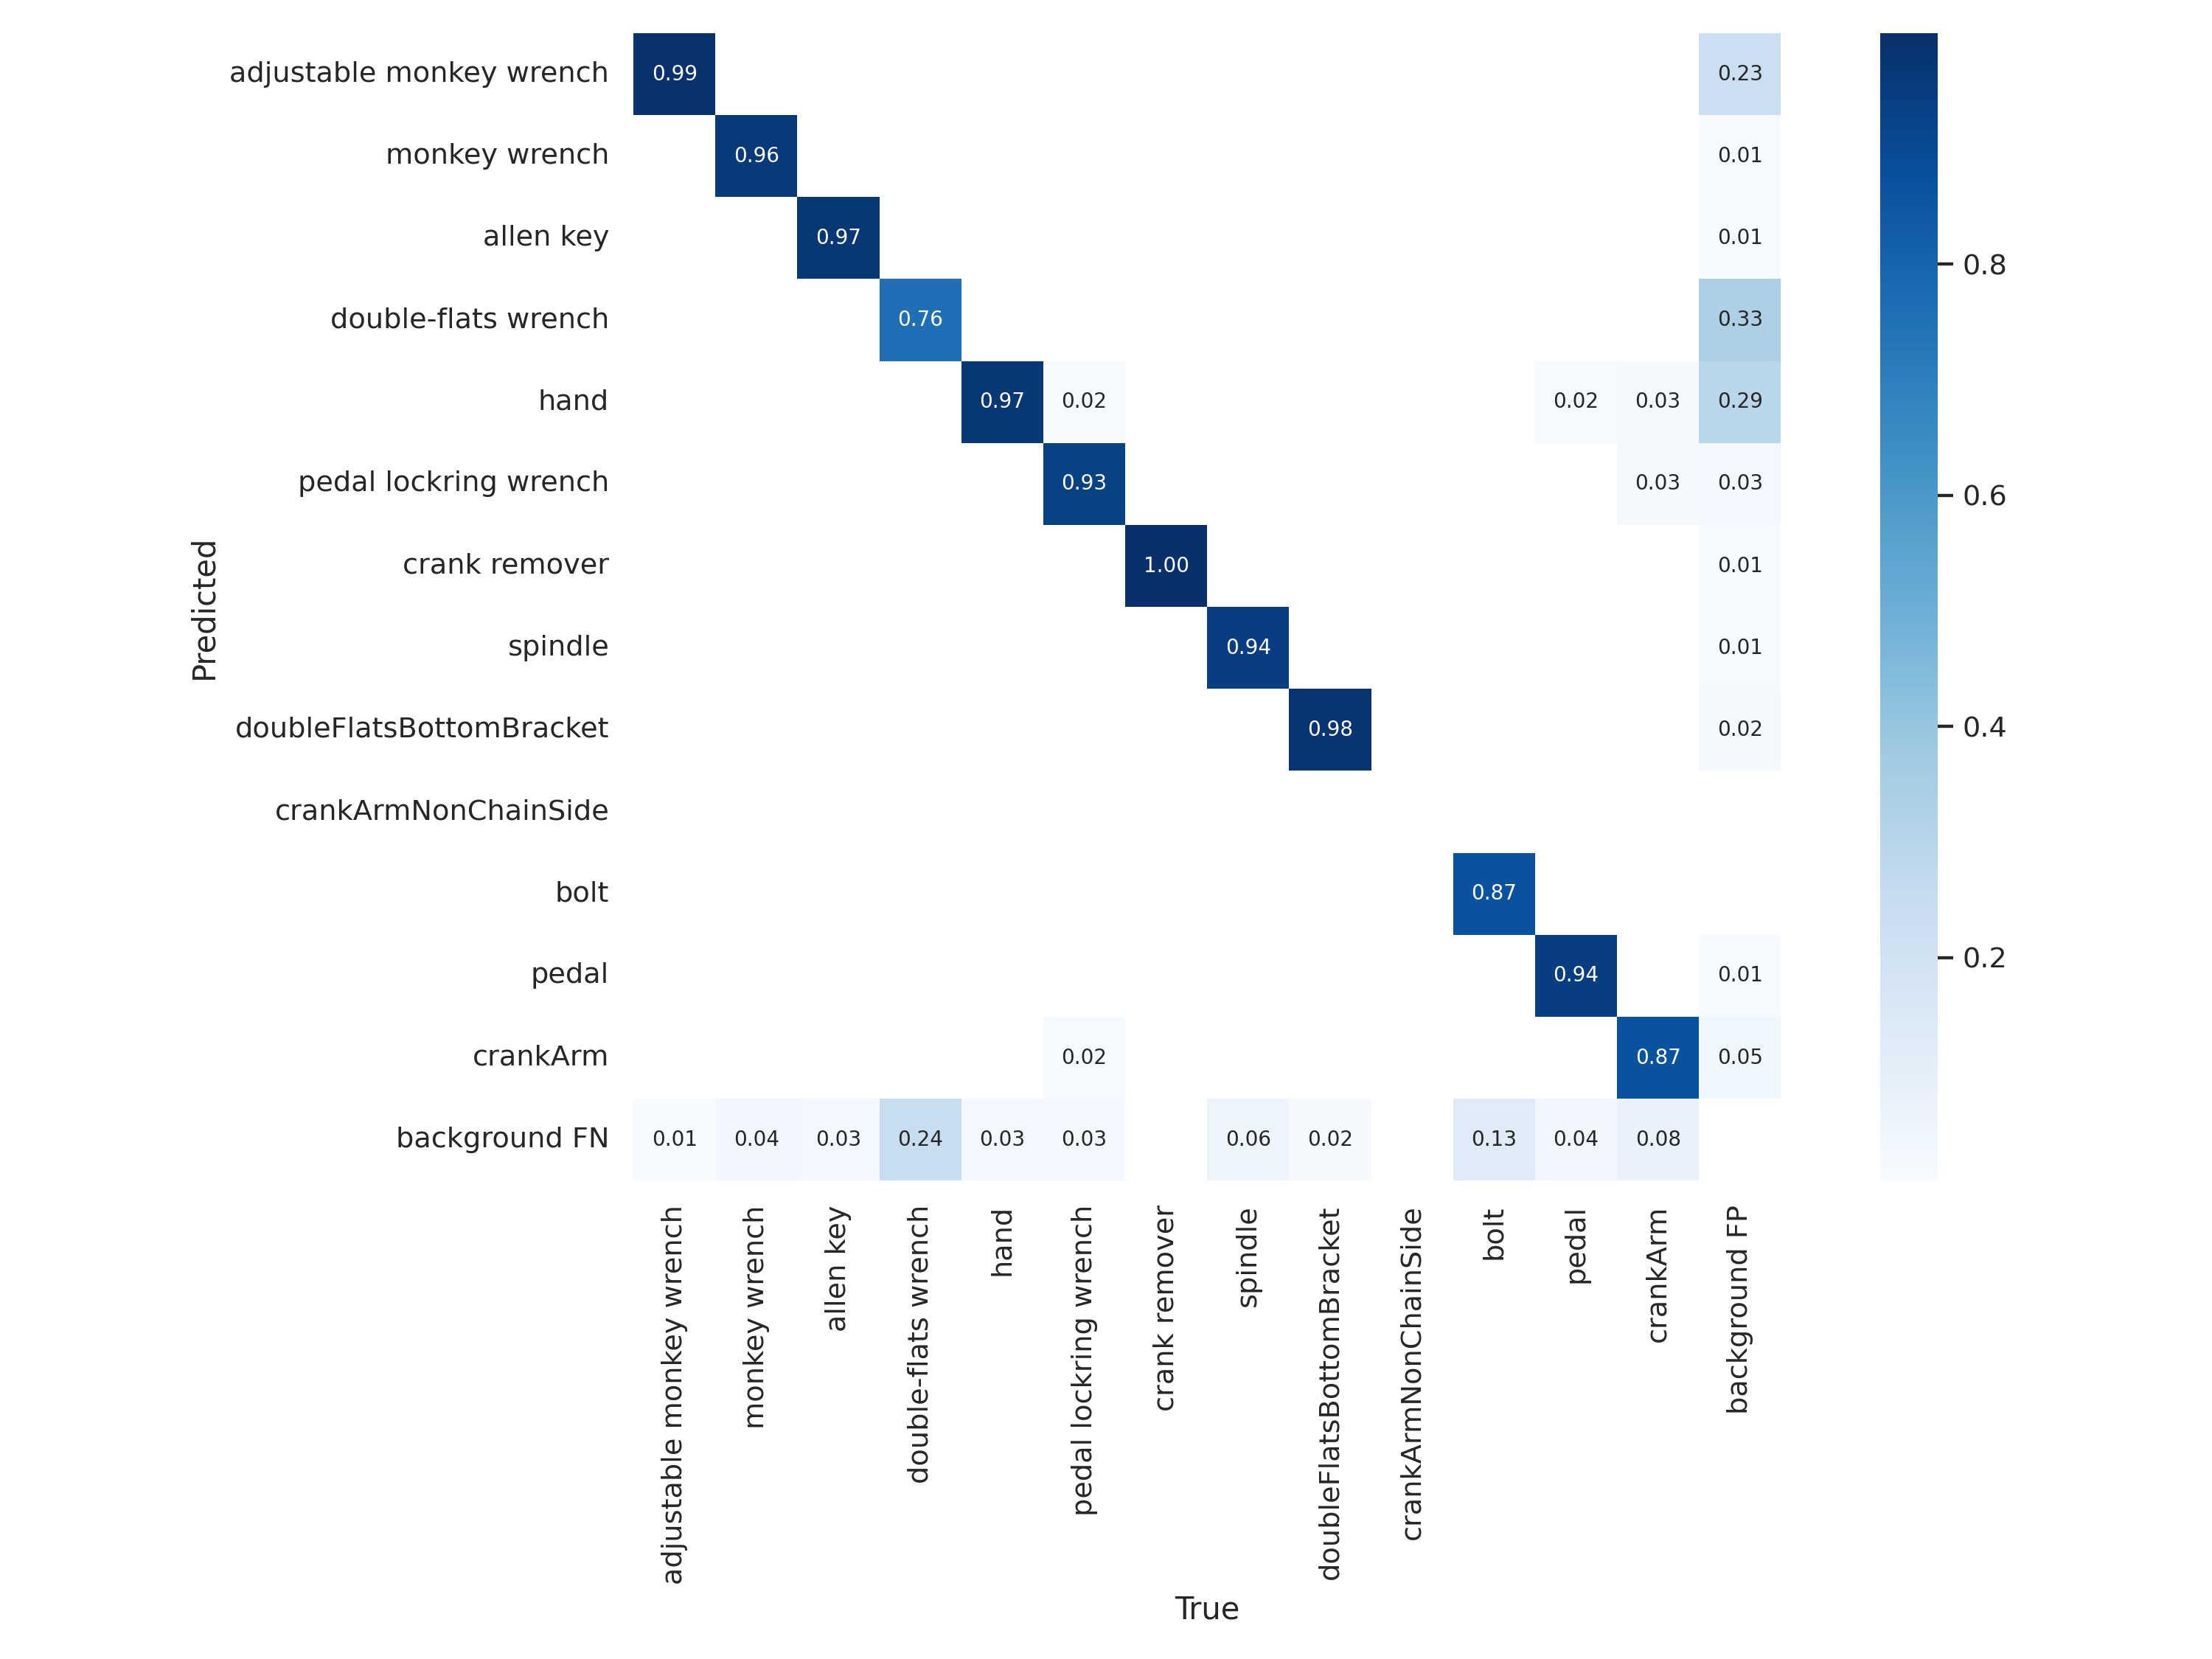 adjustable monkey wrench 0.99 0.23
monkey wrench 0.96 0.01
allen key 0.97 0.01
double-flats wrench 0.76 0.33
hand 0.97 0.02 0.02 0.03 0.29
pedal lockring wrench 0.93 0.03 0.03
crank remover 1.00 0.01
spindle 0.94 0.01
doubleFlatsBottomBracket 0.98 0.02
crankArmNonChainSide
bolt 0.87
pedal 0.94 0.01
crankArm 0.02 0.87 0.05
background FN 0.01 0.04 0.03 0.24 0.03 0.03 0.06 0.02 0.13 0.04 0.08
Predicted
adjustable monkey wrench
monkey wrench
allen key
double-flats wrench
hand
pedal lockring wrench
crank remover
spindle
doubleFlatsBottomBracket
crankArmNonChainSide
bolt
pedal
crankArm
background FP
True
0.8
0.6
0.4
0.2